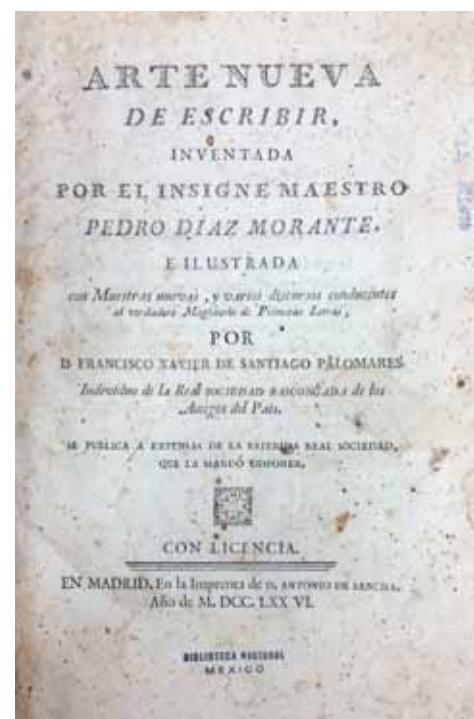 ARTE NUEVA
DE ESCRIBIR,
INVENTADA
POR EL INSIGNE MAESTRO
PEDRO DIAZ MORANTE,
E ILUSTRADA
con Muestras nuevas, y varios discursos conducentes
al verdadero Magisterio de Primeras Letras,
POR
D. FRANCISCO XAVIER DE SANTIAGO PALOMARES
Individuo de la Real SOCIEDAD BASCONGADA de los
Amigos del País.
SE PUBLICA A EXPENSAS DE LA REFERIDA REAL SOCIEDAD,
QUE LA MANDÓ COMPONER.
CON LICENCIA.
EN MADRID, En la Imprenta de D. ANTONIO DE SANCHA.
Año de M. DCC. LXX VI.
BIBLIOTECA NACIONAL
MEXICO